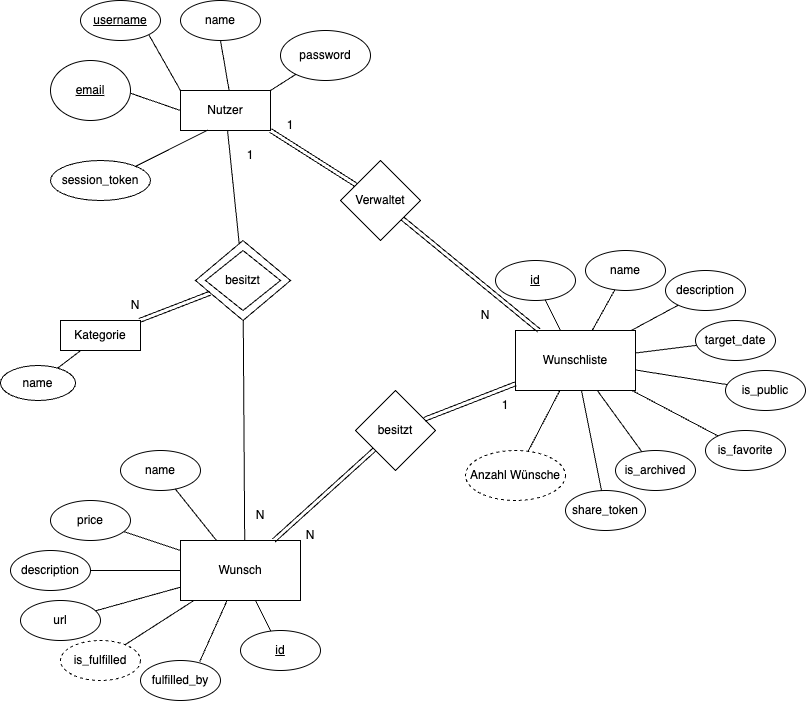 username
name
password
email
Nutzer
1
1
session_token
Verwaltet
besitzt
id
name
description
N
N
Kategorie
target_date
Wunschliste
name
is_public
1
besitzt
is_favorite
name
Anzahl Wünsche
is_archived
share_token
price
N
N
description
Wunsch
url
is_fulfilled
id
fulfilled_by